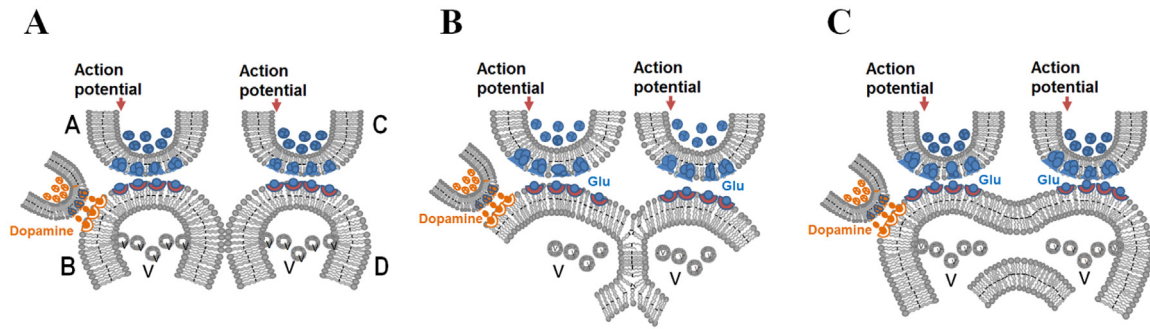 A
Action
potential
Action
potential
A
C
Dopamine
B
D
V
V
V
V
V
V
V
V
V
V
B
Action
potential
Action
potential
Glu
Glu
Dopamine
V
V
C
Action
potential
Action
potential
Glu
Glu
Dopamine
V
V